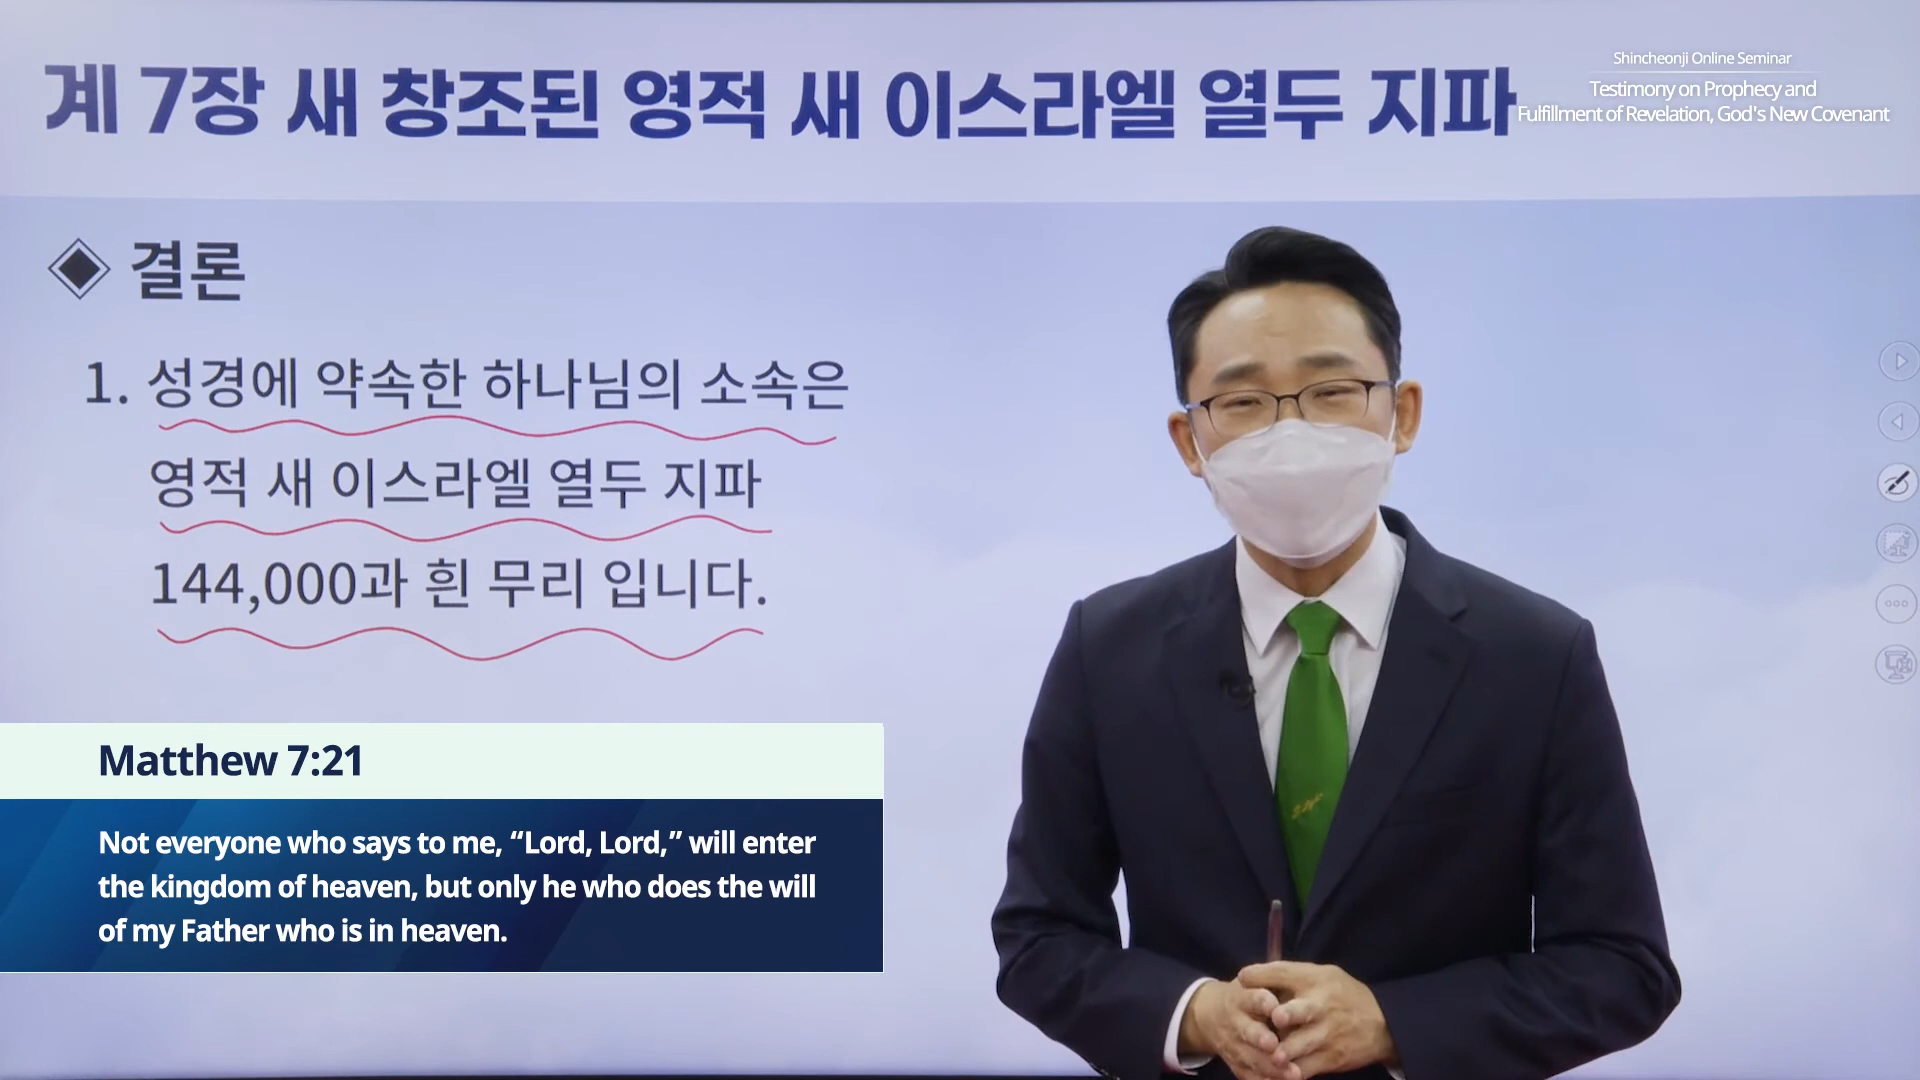 계 7장 새 창조된 영적 새 이스라엘 열두 지파
Shincheonji Online Seminar
Testimony on Prophecy and
Fulfillment of Revelation, God's New Covenant
결론
1. 성경에 약속한 하나님의 소속은
영적 새 이스라엘 열두 지파
144,000과 흰 무리 입니다.
Matthew 7:21
Not everyone who says to me, “Lord, Lord,” will enter
the kingdom of heaven, but only he who does the will
of my Father who is in heaven.